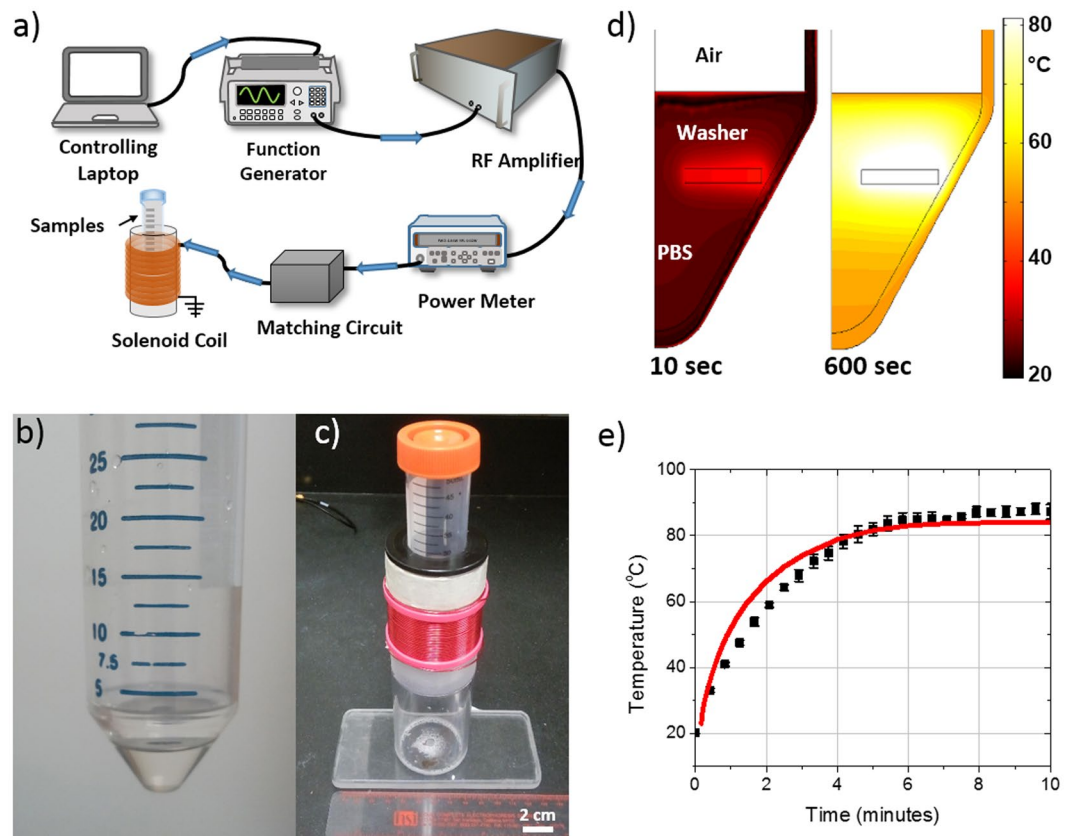 a)
Controlling
Laptop
Function
Generator
RF Amplifier
Samples
Solenoid Coil
Matching Circuit
Power Meter
b)
25
20
15
10
7.5
5
c)
2 cm
d)
Air
Washer
PBS
10 sec
600 sec
80
°C
60
40
20
e)
100
80
60
40
20
0 2 4 6 8 10
Temperature (°C)
Time (minutes)